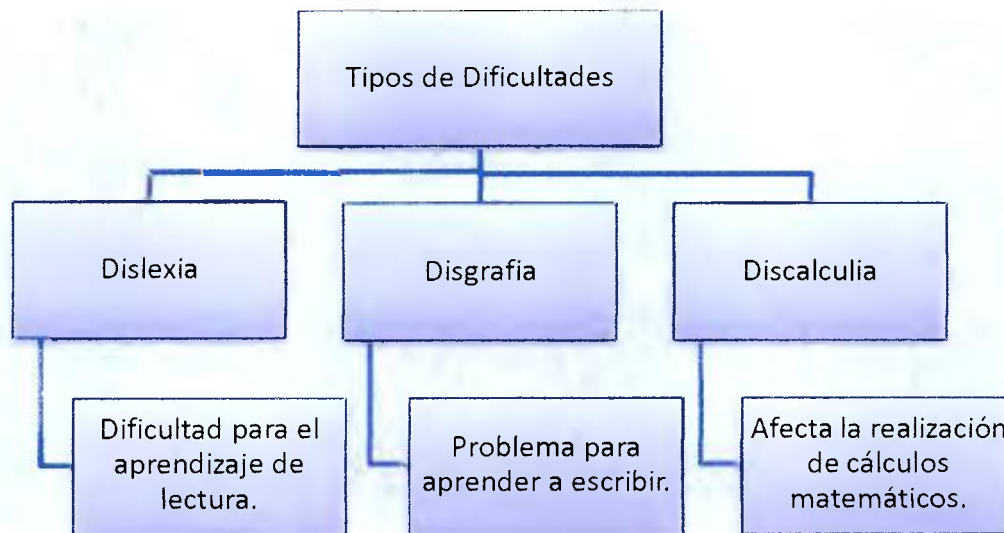 Tipos de Dificultades
Dislexia
Disgrafia
Discalculia
Dificultad para el
aprendizaje de
lectura.
Problema para
aprender a escribir.
Afecta la realización
de cálculos
matemáticos.